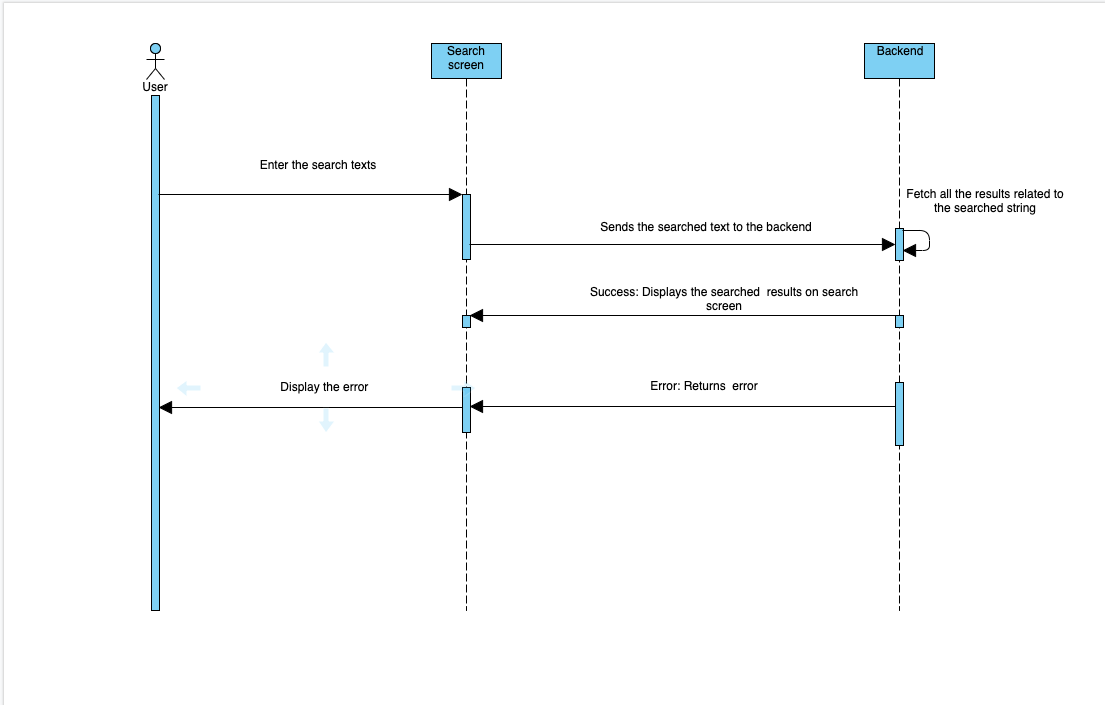 Search
screen
Backend
User
Enter the search texts
Fetch all the results related to
the searched string
Sends the searched text to the backend
Success: Displays the searched  results on search
screen
Display the error
Error: Returns  error